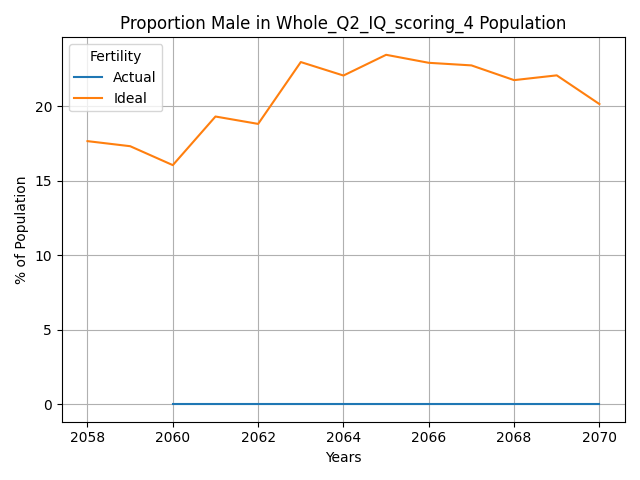 Proportion Male in Whole_Q2_IQ_scoring_4 Population
Fertility
Actual
Ideal
% of Population
20
15
10
5
0
2058 2060 2062 2064 2066 2068 2070
Years